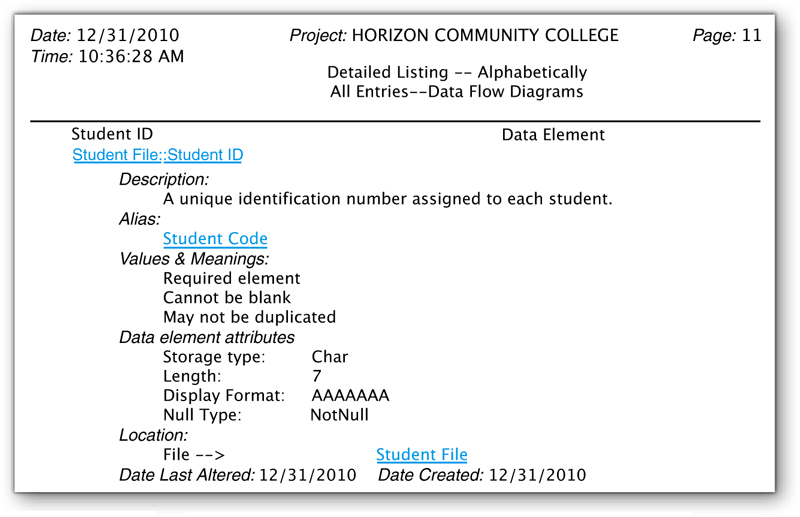 Date: 12/31/2010 Project: HORIZON COMMUNITY COLLEGE Page: 11
Time: 10:36:28 AM
Detailed Listing -- Alphabetically
All Entries--Data Flow Diagrams
Student ID Data Element
Student File::Student ID
Description:
A unique identification number assigned to each student.
Alias:
Student Code
Values & Meanings:
Required element
Cannot be blank
May not be duplicated
Data element attributes
Storage type: Char
Length: 7
Display Format: AAAAAAA
Null Type: NotNull
Location:
File --> Student File
Date Last Altered: 12/31/2010 Date Created: 12/31/2010